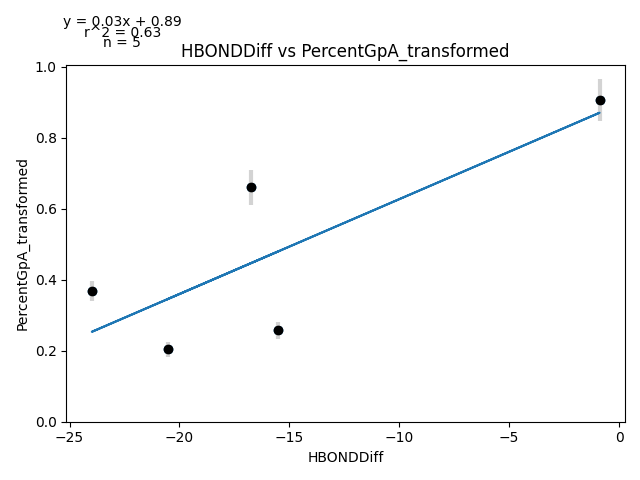 y = 0.03x + 0.89
r^2 = 0.63
n = 5
HBONDDiff vs PercentGpA_transformed
1.0
0.8
0.6
0.4
0.2
0.0
PercentGpA_transformed
−25
−20
−15
−10
−5
0
HBONDDiff